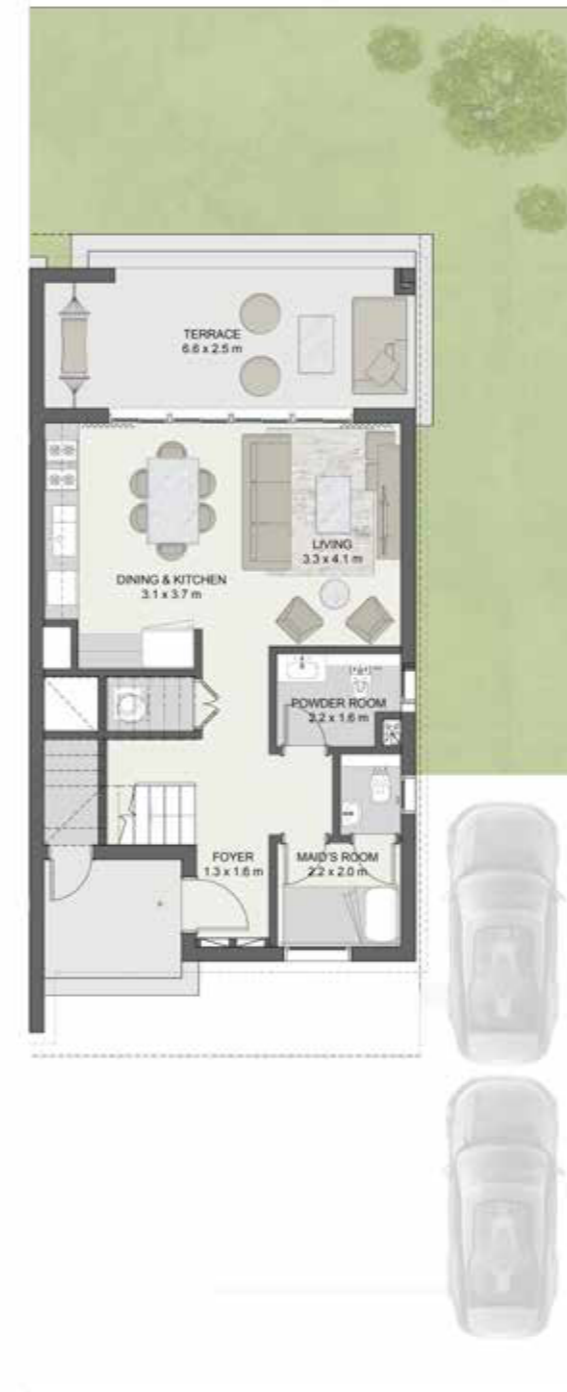 TERRACE
6.6 x 2.5 m
LIVING
3.3 x 4.1 m
DINING & KITCHEN
3.1 x 3.7 m
POWDER ROOM
2.2 x 1.6 m
FOYER
1.3 x 1.6 m
MAID'S ROOM
2.2 x 2.0 m